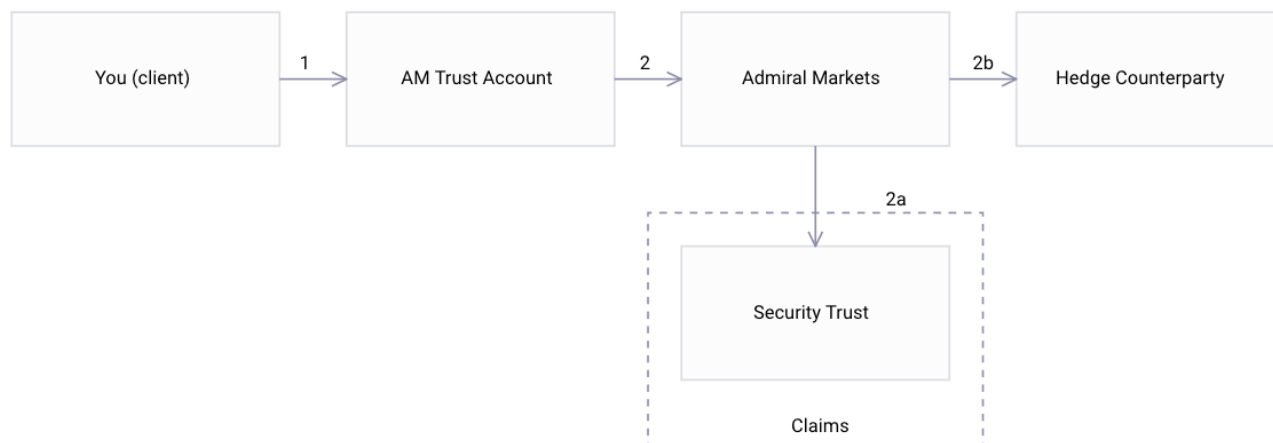 1
2
2b
You (client)
AM Trust Account
Admiral Markets
Hedge Counterparty
2a
Security Trust
Claims